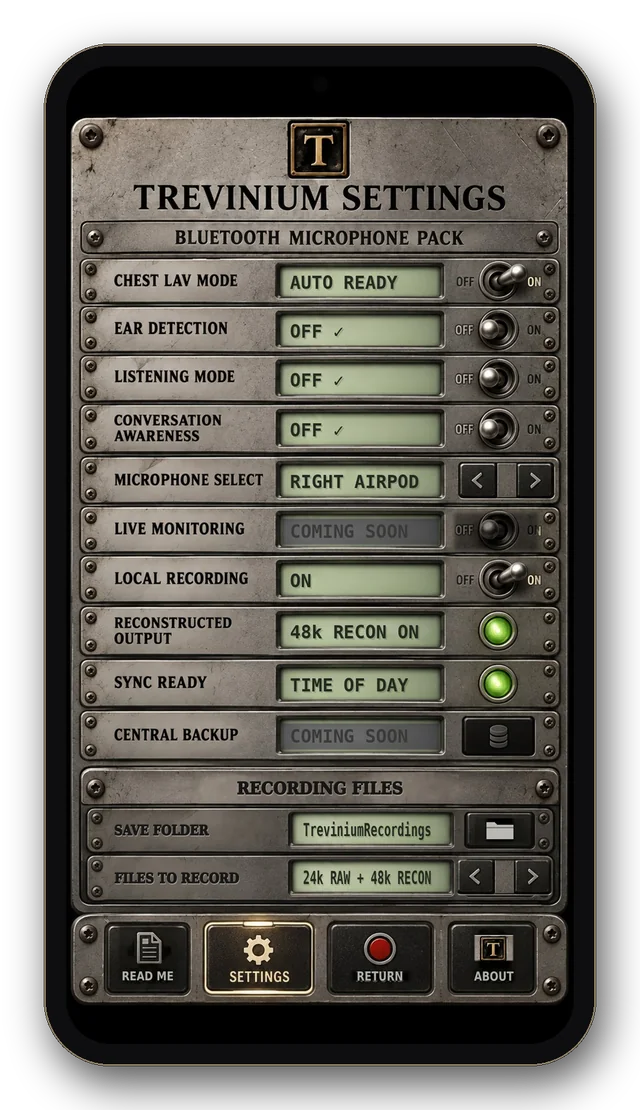 T
TREVINIUM SETTINGS
BLUETOOTH MICROPHONE PACK
CHEST LAV MODE AUTO READY OFF ON
EAR DETECTION OFF ✓ OFF ON
LISTENING MODE OFF ✓ OFF ON
CONVERSATION
AWARENESS OFF ✓ OFF ON
MICROPHONE SELECT RIGHT AIRPOD < >
LIVE MONITORING COMING SOON OFF ON
LOCAL RECORDING ON OFF ON
RECONSTRUCTED
OUTPUT 48k RECON ON
SYNC READY TIME OF DAY
CENTRAL BACKUP COMING SOON
RECORDING FILES
SAVE FOLDER TreviniumRecordings
FILES TO RECORD 24k RAW + 48k RECON < >
T
READ ME SETTINGS RETURN ABOUT